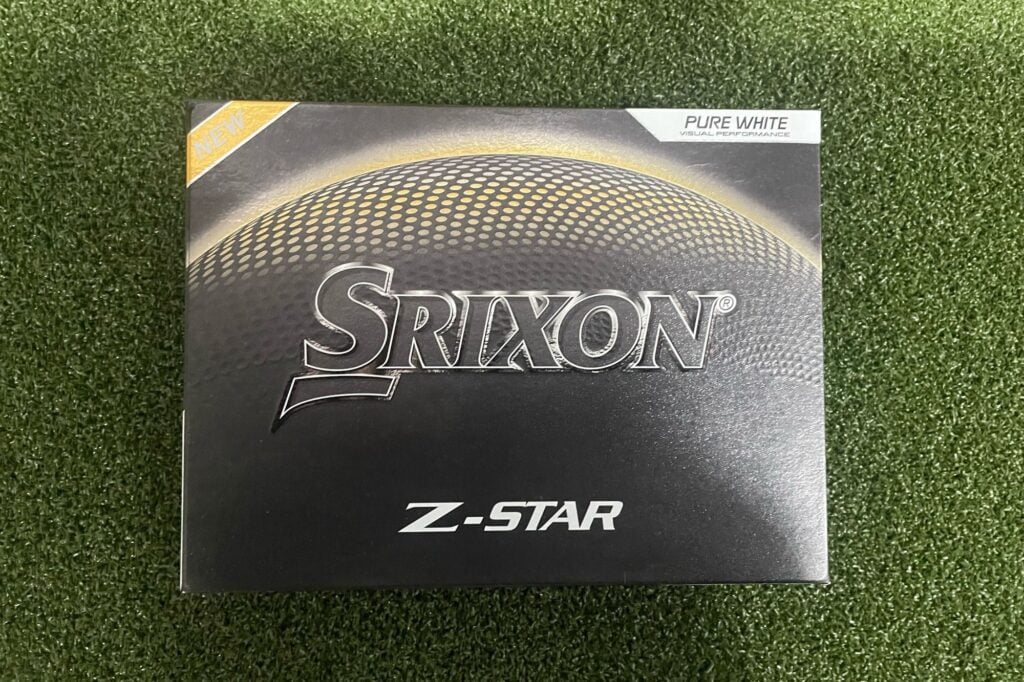 NEW
PURE WHITE
VISUAL PERFORMANCE
SRIXON®
Z-STAR